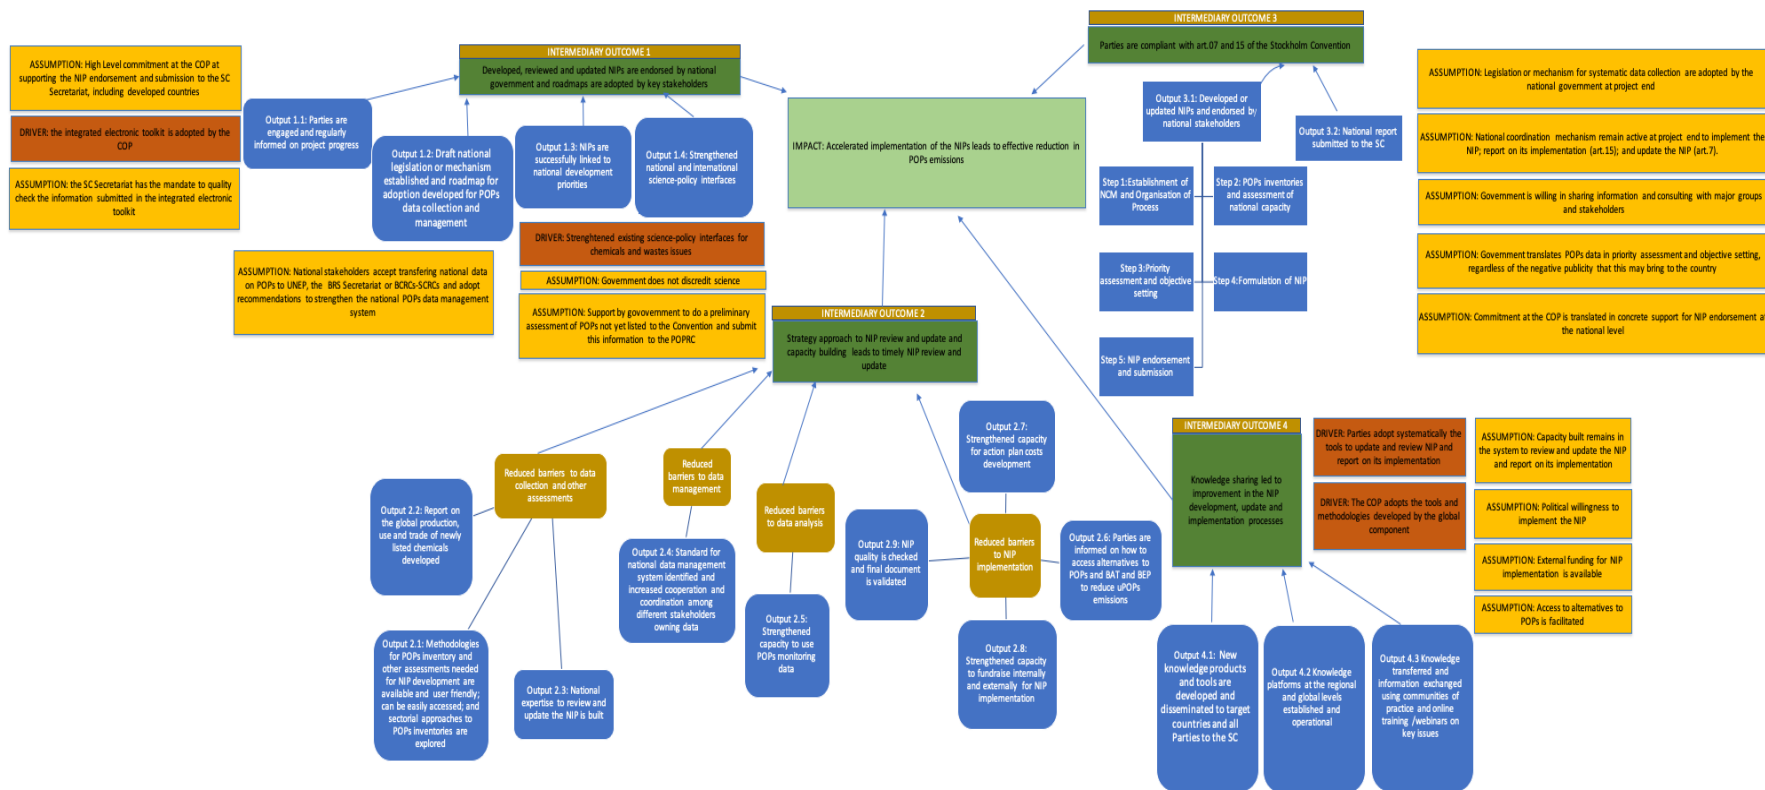 ASSUMPTION: High Level commitment at the COP at
supporting the NIP endorsement and submission to the SC
Secretariat, including developed countries
DRIVER: the integrated electronic toolkit is adopted by the
COP
ASSUMPTION: the SC Secretariat has the mandate to quality
check the information submitted in the integrated electronic
toolkit
INTERMEDIARY OUTCOME 1
Developed, reviewed and updated NIPs are endorsed by national
government and roadmaps are adopted by key stakeholders
Output 1.1: Parties are
engaged and regularly
informed on project progress
Output 1.2: Draft national
legislation or mechanism
established and roadmap for
adoption developed for POPs
data collection and
management
Output 1.3: NIPs are
successfully linked to
national development
priorities
Output 1.4: Strengthened
national and international
science-policy interfaces
ASSUMPTION: National stakeholders accept transfering national data
on POPs to UNEP, the BRS Secretariat or BCRCs-SCRCs and adopt
recommendations to strengthen the national POPs data management
system
DRIVER: Strenghtented existing science-policy interfaces for
chemicals and wastes issues
ASSUMPTION: Government does not discredit science
ASSUMPTION: Support by govovernment to do a preliminary
assessment of POPs not yet listed to the Convention and submit
this information to the POPRC
IMPACT: Accelerated implementation of the NIPs leads to effective reduction in
POPs emissions
INTERMEDIARY OUTCOME 3
Parties are compliant with art.07 and 15 of the Stockholm Convention
Output 3.1: Developed or
updated NIPs and endorsed by
national stakeholders
Output 3.2: National report
submitted to the SC
Step 1:Establishment of
NCM and Organisation of
Process
Step 2: POPs inventories
and assessment of
national capacity
Step 3:Priority
assessment and objective
setting
Step 4:Formulation of NIP
Step 5: NIP endorsement
and submission
ASSUMPTION: Legislation or mechanism for systematic data collection are adopted by the
national government at project end
ASSUMPTION: National coordination mechanism remain active at project end to implement the
NIP; report on its implementation (art.15); and update the NIP (art.7).
ASSUMPTION: Government is willing in sharing information and consulting with major groups
and stakeholders
ASSUMPTION: Government translates POPs data in priority assessment and objective setting,
regardless of the negative publicity that this may bring to the country
ASSUMPTION: Commitment at the COP is translated in concrete support for NIP endorsement at
the national level
INTERMEDIARY OUTCOME 2
Strategy approach to NIP review and update and
capacity building leads to timely NIP review and
update
Reduced barriers to data
collection and other
assessments
Reduced
barriers to data
management
Reduced barriers
to data analysis
Reduced barriers
to NIP
implementation
Output 2.2: Report on
the global production,
use and trade of newly
listed chemicals
developed
Output 2.1: Methodologies
for POPs inventory and
other assessments needed
for NIP development are
available and user friendly;
can be easily accessed; and
sectorial approaches to
POPs inventories are
explored
Output 2.3: National
expertise to review and
update the NIP is built
Output 2.4: Standard for
national data management
system identified and
increased cooperation and
coordination among
different stakeholders
owning data
Output 2.5:
Strengthened
capacity to use
POPs monitoring
data
Output 2.7:
Strengthened capacity
for action plan costs
development
Output 2.9: NIP
quality is checked
and final document is
validated
Output 2.6: Parties are
informed on how to
access alternatives to
POPs and BAT and BEP
to reduce uPOPs
emissions
Output 2.8:
Strengthened capacity
to fundraise internally
and externally for NIP
implementation
INTERMEDIARY OUTCOME 4
Knowledge sharing led to
improvement in the NIP
development, update and
implementation processes
DRIVER: Parties adopt systematically the
tools to update and review NIP and
report on its implementation
DRIVER: The COP adopts the tools and
methodologies developed by the global
component
ASSUMPTION: Capacity built remains in
the system to review and update the NIP
and report on its implementation
ASSUMPTION: Political willingness to
implement the NIP
ASSUMPTION: External funding for NIP
implementation is available
ASSUMPTION: Access to alternatives to
POPs is facilitated
Output 4.1: New
knowledge products
and tools are
developed and
disseminated to target
countries and all
Parties to the SC
Output 4.2 Knowledge
platforms at the regional
and global levels
established and
operational
Output 4.3 Knowledge
transferred and
information exchanged
using communities of
practice and online
training /webinars on
key issues